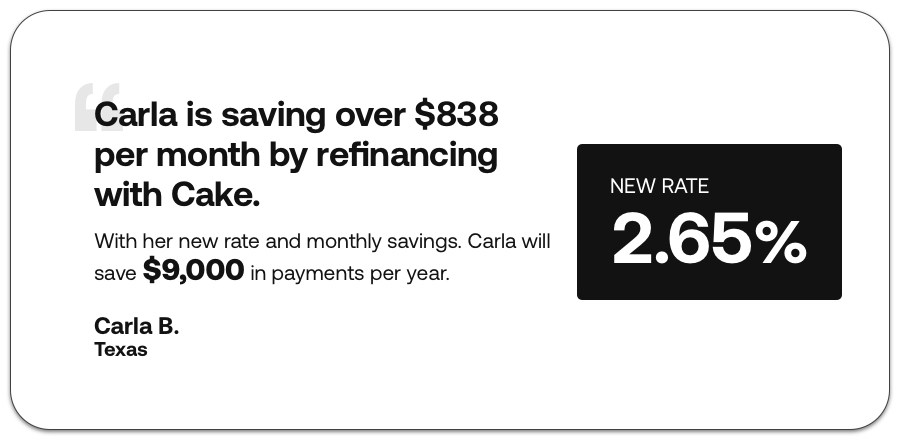 “
Carla is saving over $838
per month by refinancing
with Cake.
With her new rate and monthly savings. Carla will
save $9,000 in payments per year.
Carla B.
Texas
NEW RATE
2.65%